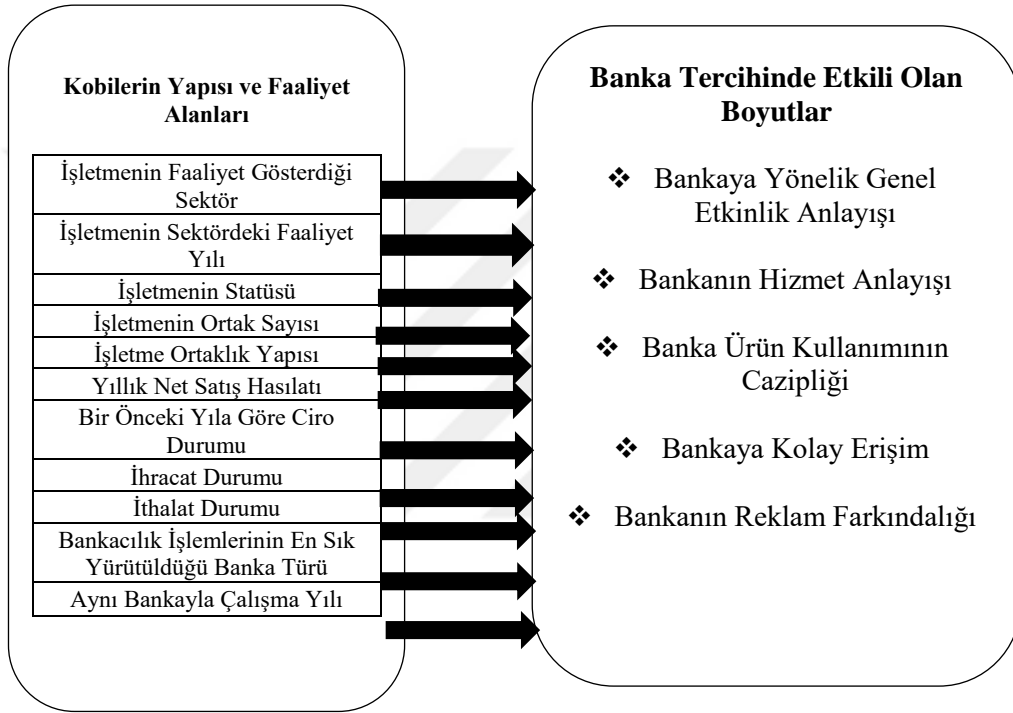 Kobilerin Yapısı ve Faaliyet
Alanları
İşletmenin Faaliyet Gösterdiği
Sektör
İşletmenin Sektördeki Faaliyet
Yılı
İşletmenin Statüsü
İşletmenin Ortak Sayısı
İşletme Ortaklık Yapısı
Yıllık Net Satış Hasılatı
Bir Önceki Yıla Göre Ciro
Durumu
İhracat Durumu
İthalat Durumu
Bankacılık İşlemlerinin En Sık
Yürütüldüğü Banka Türü
Aynı Bankayla Çalışma Yılı
Banka Tercihinde Etkili Olan
Boyutlar
❖ Bankaya Yönelik Genel
Etkinlik Anlayışı
❖ Bankanın Hizmet Anlayışı
❖ Banka Ürün Kullanımının
Cazipliği
❖ Bankaya Kolay Erişim
❖ Bankanın Reklam Farkındalığı